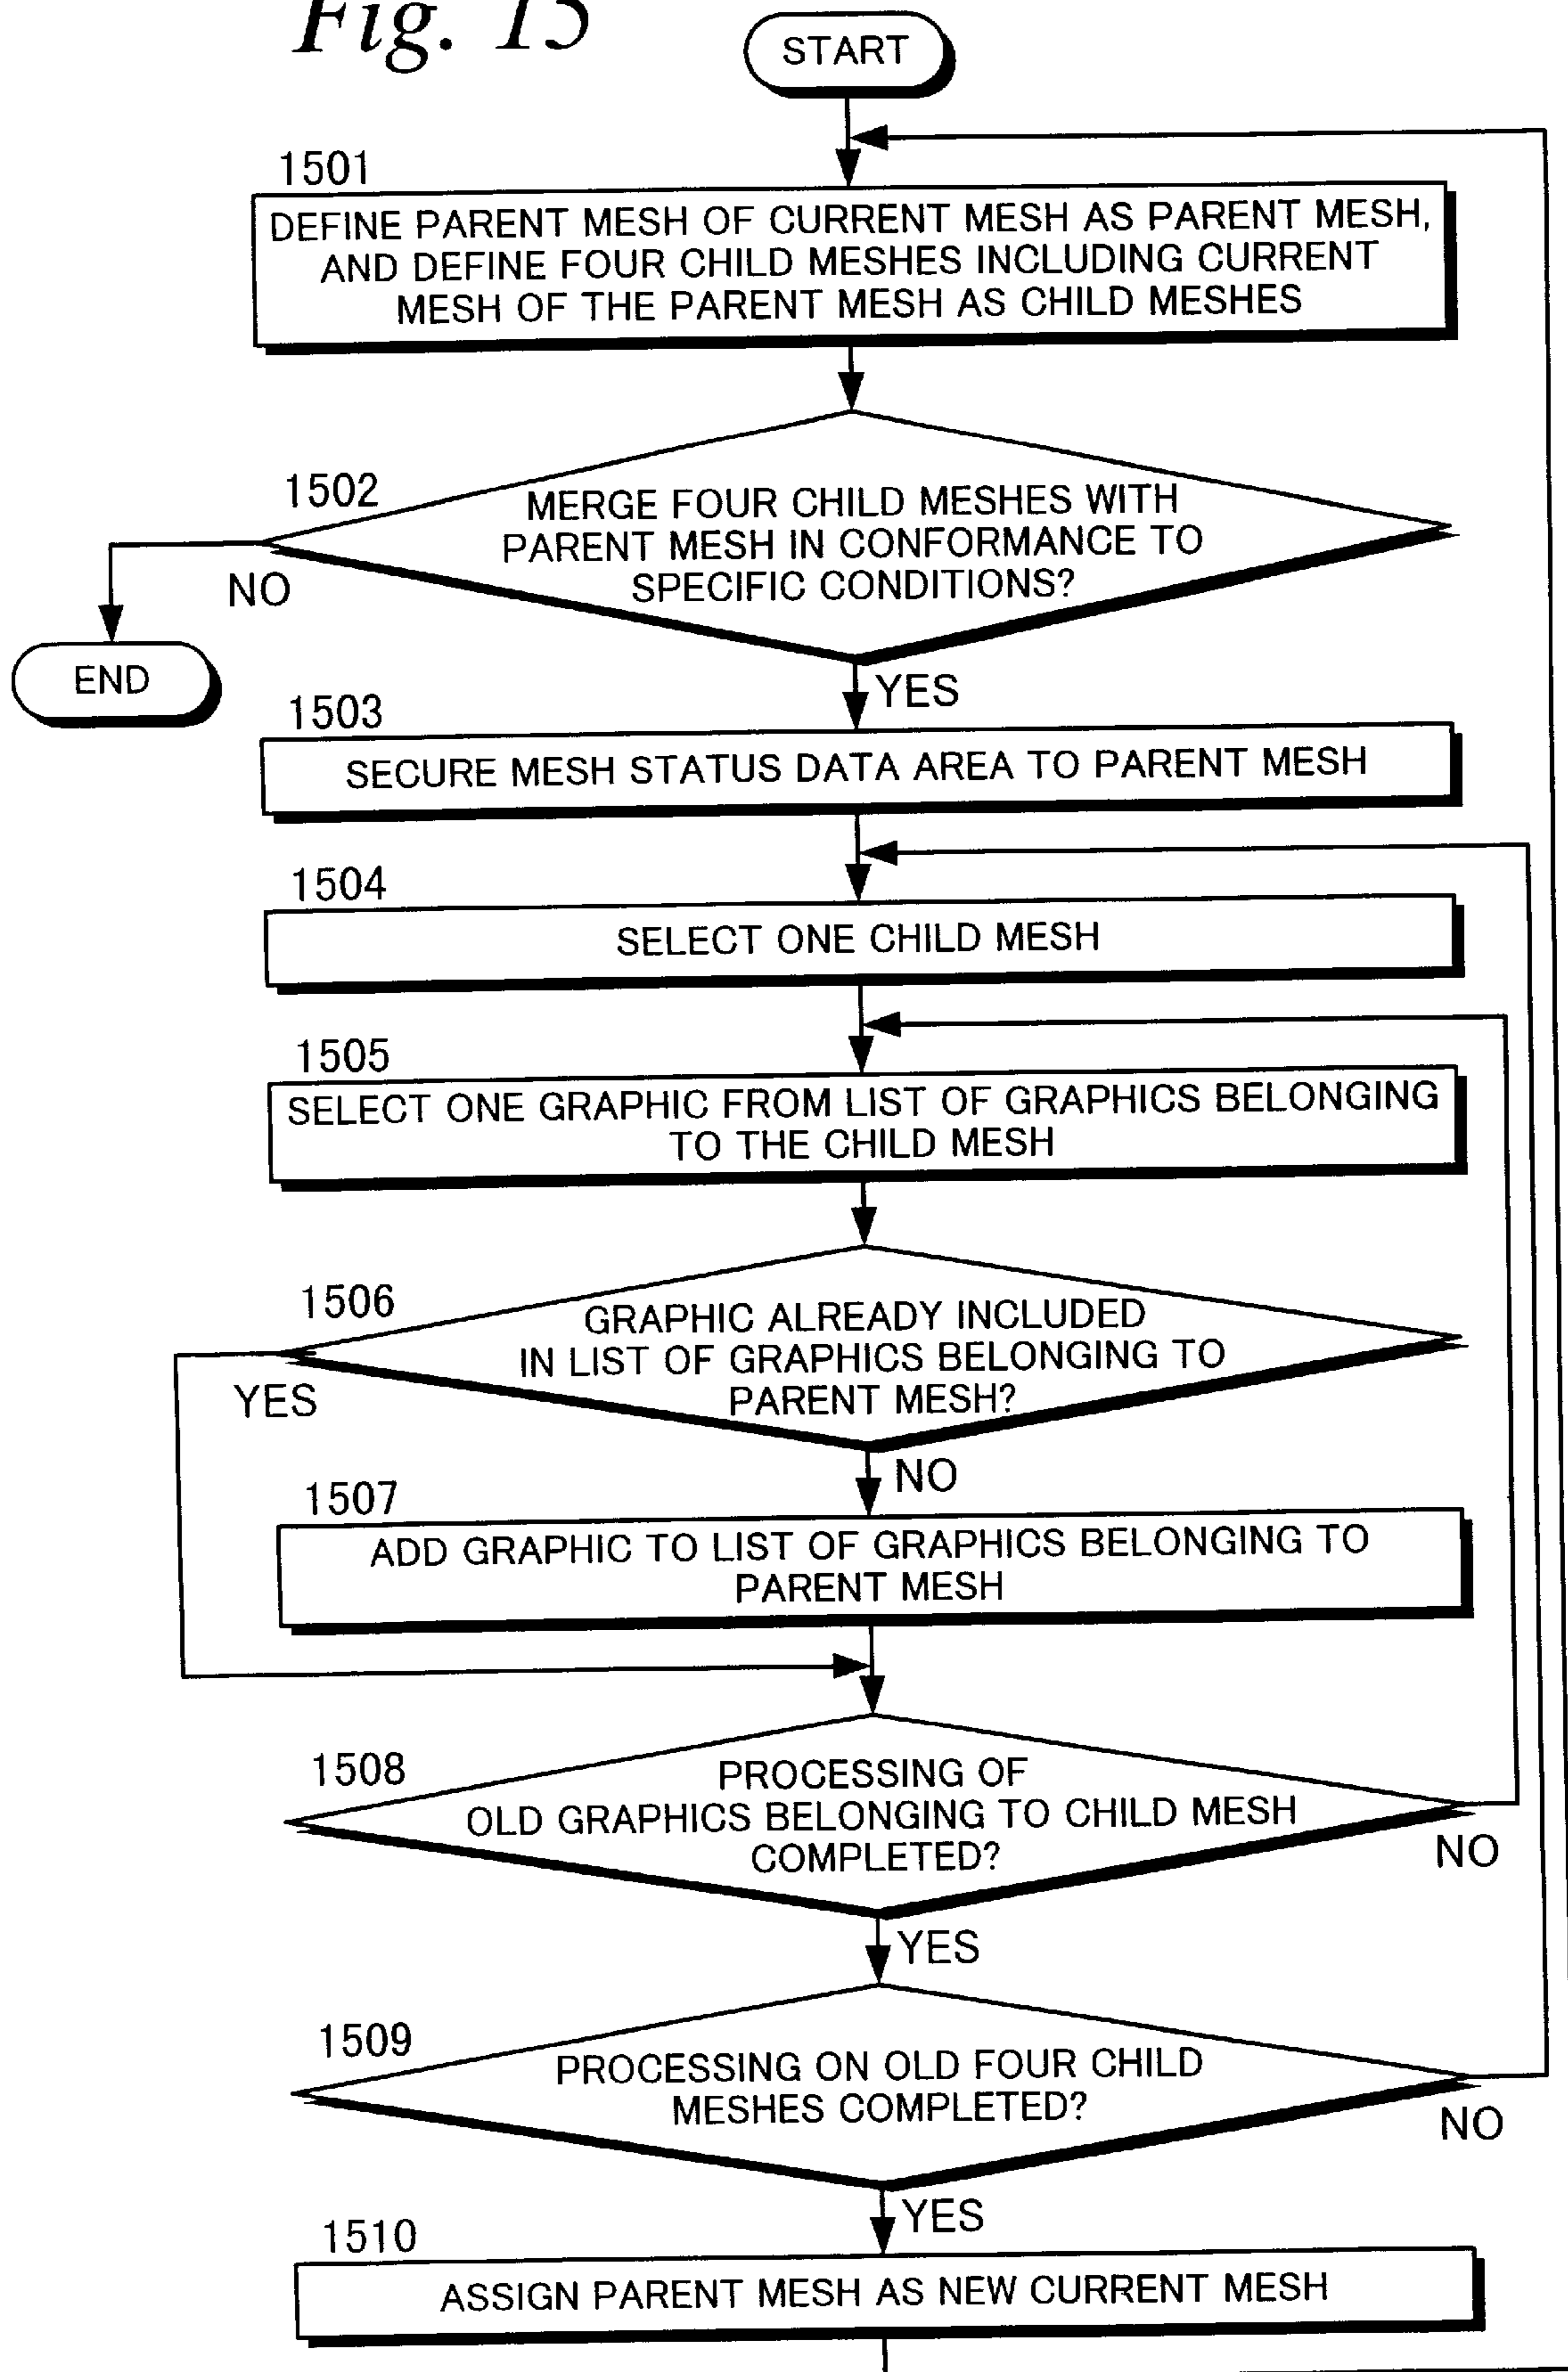 Fig. 15
START
1501
DEFINE PARENT MESH OF CURRENT MESH AS PARENT MESH,
AND DEFINE FOUR CHILD MESHES INCLUDING CURRENT
MESH OF THE PARENT MESH AS CHILD MESHES
1502
MERGE FOUR CHILD MESHES WITH
PARENT MESH IN CONFORMANCE TO
SPECIFIC CONDITIONS?
NO
END
YES
1503
SECURE MESH STATUS DATA AREA TO PARENT MESH
1504
SELECT ONE CHILD MESH
1505
SELECT ONE GRAPHIC FROM LIST OF GRAPHICS BELONGING
TO THE CHILD MESH
1506
GRAPHIC ALREADY INCLUDED
IN LIST OF GRAPHICS BELONGING TO
PARENT MESH?
YES
NO
1507
ADD GRAPHIC TO LIST OF GRAPHICS BELONGING TO
PARENT MESH
1508
PROCESSING OF
OLD GRAPHICS BELONGING TO CHILD MESH
COMPLETED?
NO
YES
1509
PROCESSING ON OLD FOUR CHILD
MESHES COMPLETED?
NO
YES
1510
ASSIGN PARENT MESH AS NEW CURRENT MESH